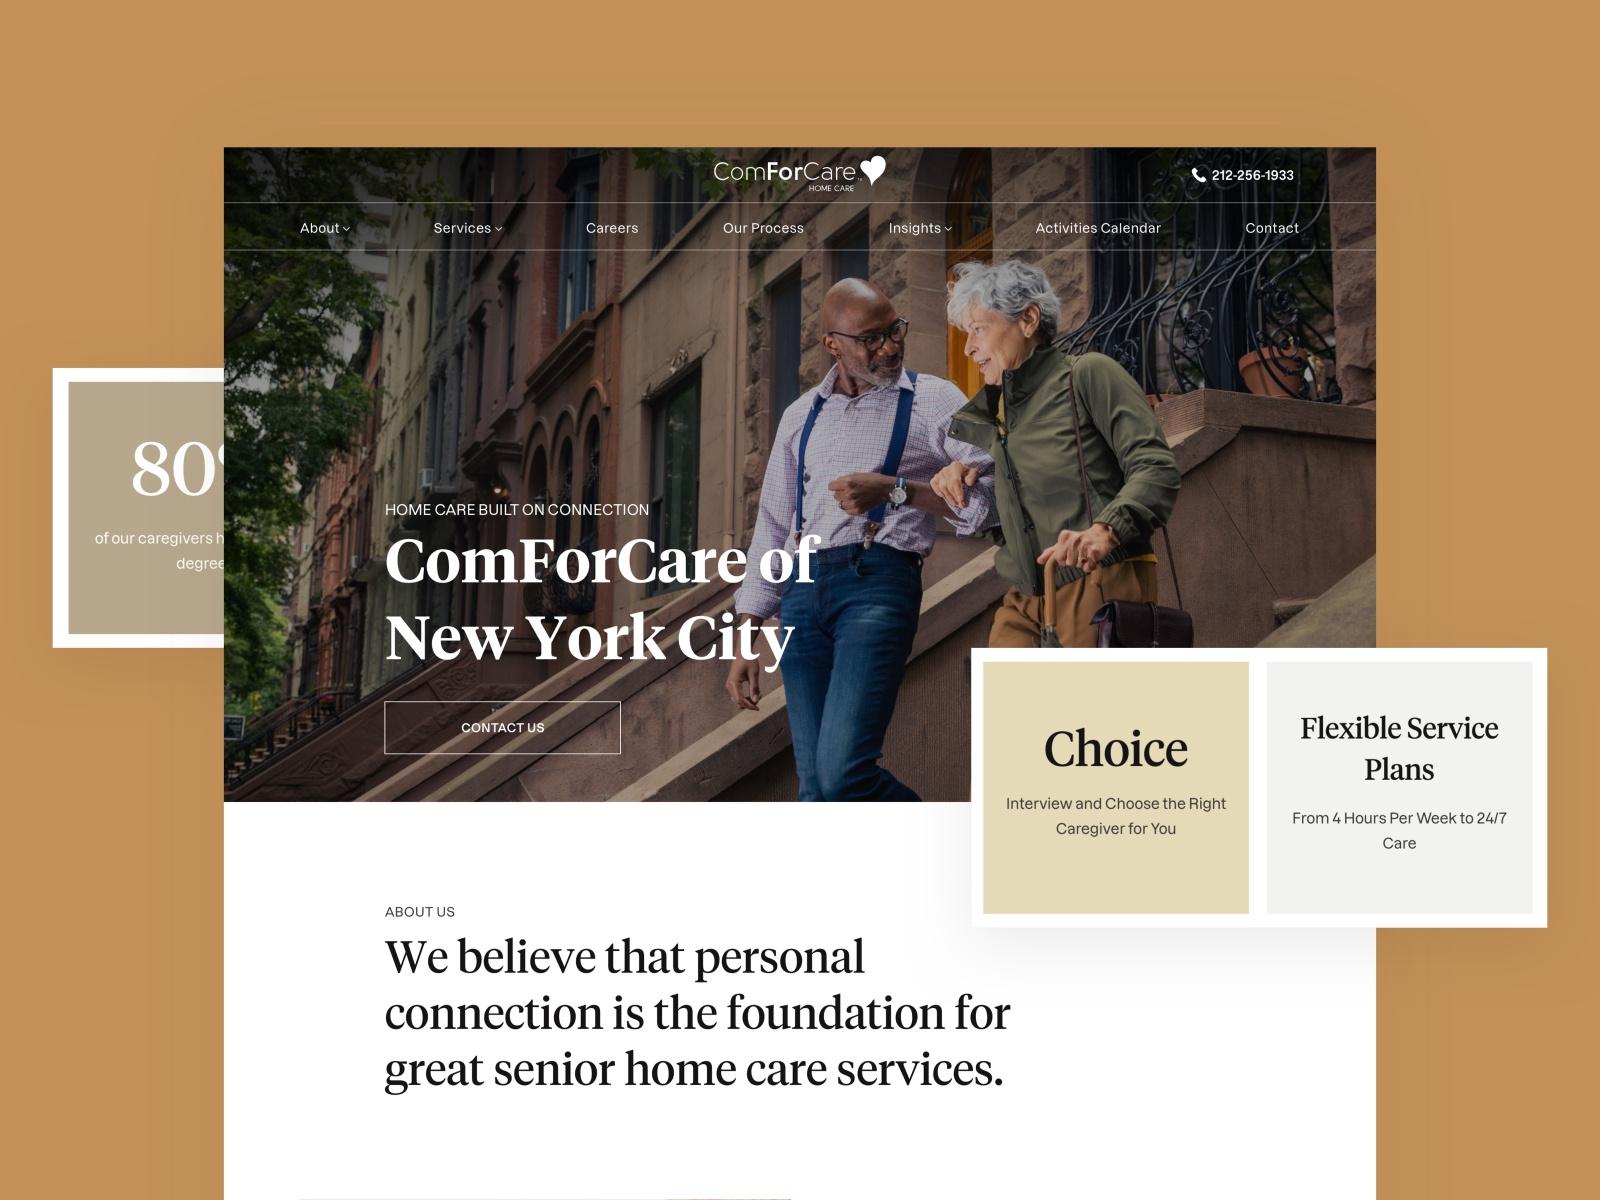 ComForCare
HOME CARE
212-256-1933
About
Services
Careers
Our Process
Insights
Activities Calendar
Contact
80%
of our caregivers
degree
HOME CARE BUILT ON CONNECTION
ComForCare of
New York City
CONTACT US
Choice
Interview and Choose the Right
Caregiver for You
Flexible Service
Plans
From 4 Hours Per Week to 24/7
Care
ABOUT US
We believe that personal
connection is the foundation for
great senior home care services.